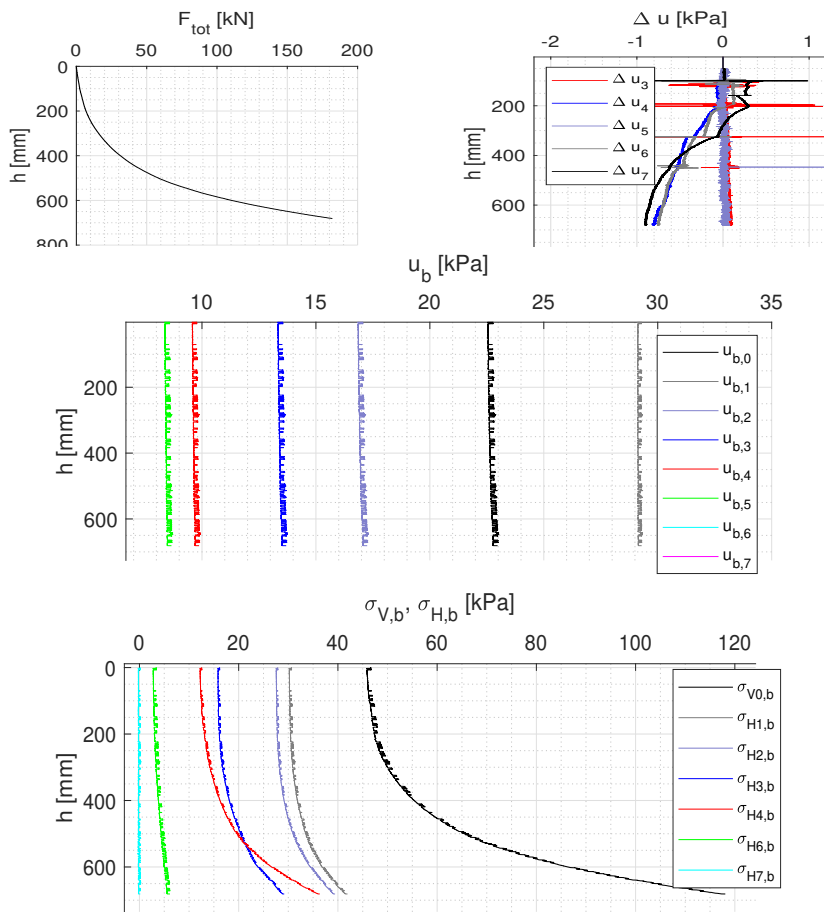 F_tot [kN]
0 50 100 150 200
0
200
400
600
800
h [mm]
Δ u [kPa]
-2 -1 0 1
200
400
600
h [mm]
Δ u_3
Δ u_4
Δ u_5
Δ u_6
Δ u_7
u_b [kPa]
10 15 20 25 30 35
200
400
600
h [mm]
u_b,0
u_b,1
u_b,2
u_b,3
u_b,4
u_b,5
u_b,6
u_b,7
σ_V,b, σ_H,b [kPa]
0 20 40 60 80 100 120
0
200
400
600
h [mm]
σ_V0,b
σ_H1,b
σ_H2,b
σ_H3,b
σ_H4,b
σ_H6,b
σ_H7,b